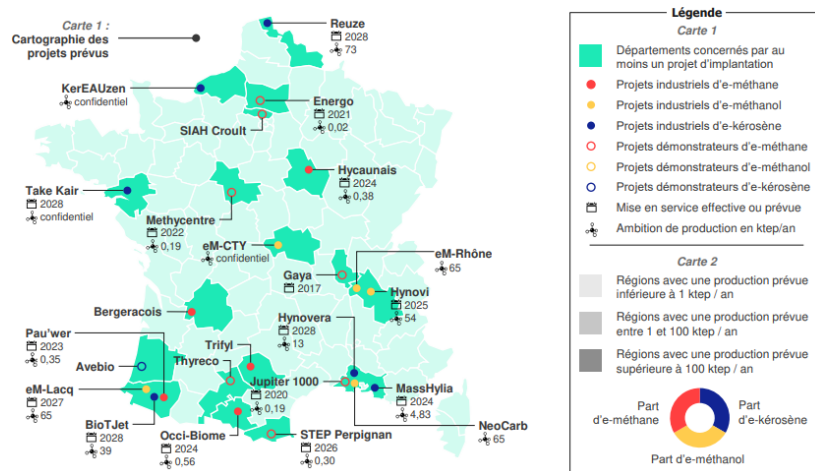 Carte 1 :
Cartographie des
projets prévus
Reuze
2028
73
KerEAUzen
confidentiel
Energo
2021
0,02
SIAH Croult
Hycaunais
2024
0,38
Take Kair
2028
confidentiel
Methycentre
2022
0,19
eM-CTY
confidentiel
eM-Rhône
65
Gaya
2017
Hynovi
2025
54
Bergeracois
Hynovera
2028
13
Pau'wer
2023
0,35
Trifyl
Thyreco
Avebio
Jupiter 1000
2020
0,19
MassHylia
2024
4,83
eM-Lacq
2027
65
BioTJet
2028
39
Occi-Biome
2024
0,56
STEP Perpignan
2026
0,30
NeoCarb
65
Légende
Carte 1
Départements concernés par au
moins un projet d'implantation
Projets industriels d'e-méthane
Projets industriels d'e-méthanol
Projets industriels d'e-kérosène
Projets démonstrateurs d'e-méthane
Projets démonstrateurs d'e-méthanol
Projets démonstrateurs d'e-kérosène
Mise en service effective ou prévue
Ambition de production en ktep/an
Carte 2
Régions avec une production prévue
inférieure à 1 ktep / an
Régions avec une production prévue
entre 1 et 100 ktep / an
Régions avec une production prévue
supérieure à 100 ktep / an
Part
d'e-méthane
Part
d'e-kérosène
Part d'e-méthanol